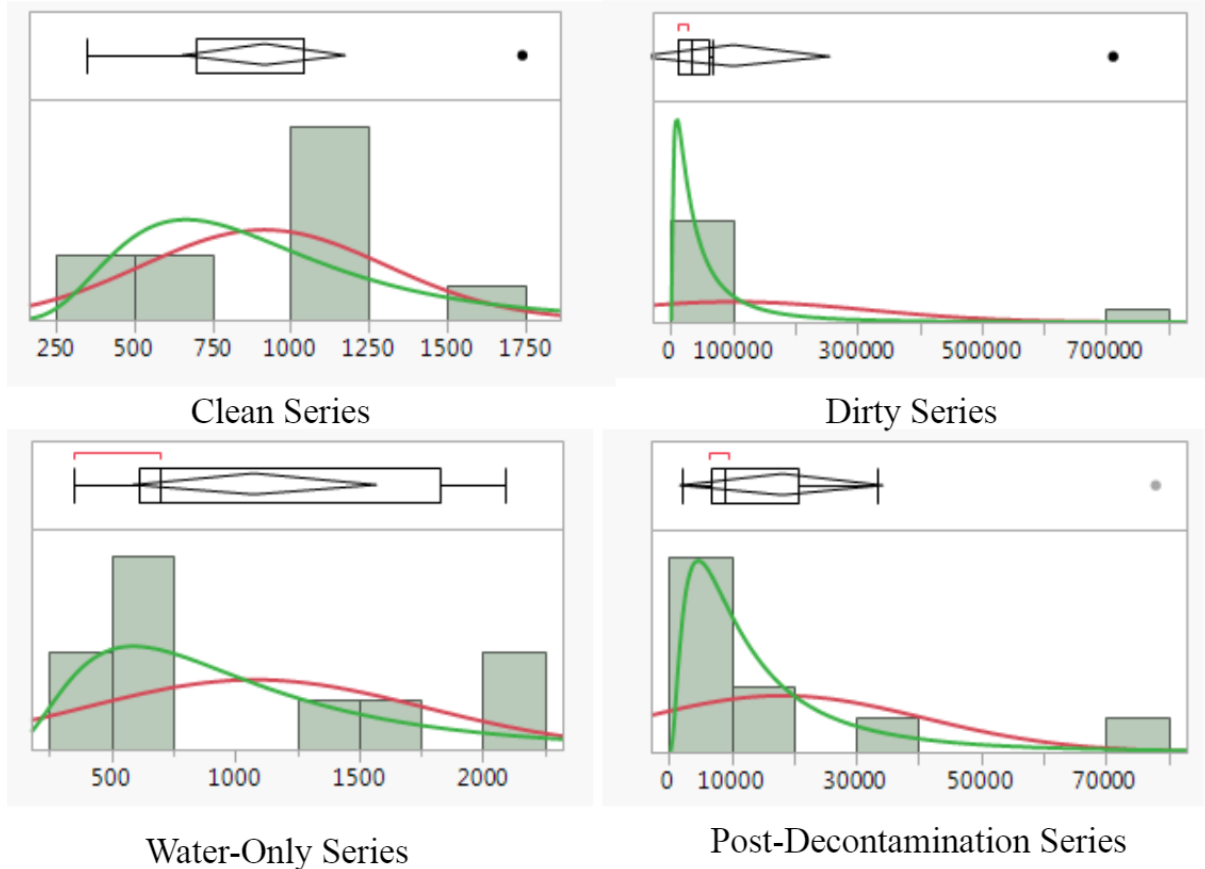 250 500 750 1000 1250 1500 1750
Clean Series
0 100000 300000 500000 700000
Dirty Series
500 1000 1500 2000
Water-Only Series
0 10000 30000 50000 70000
Post-Decontamination Series